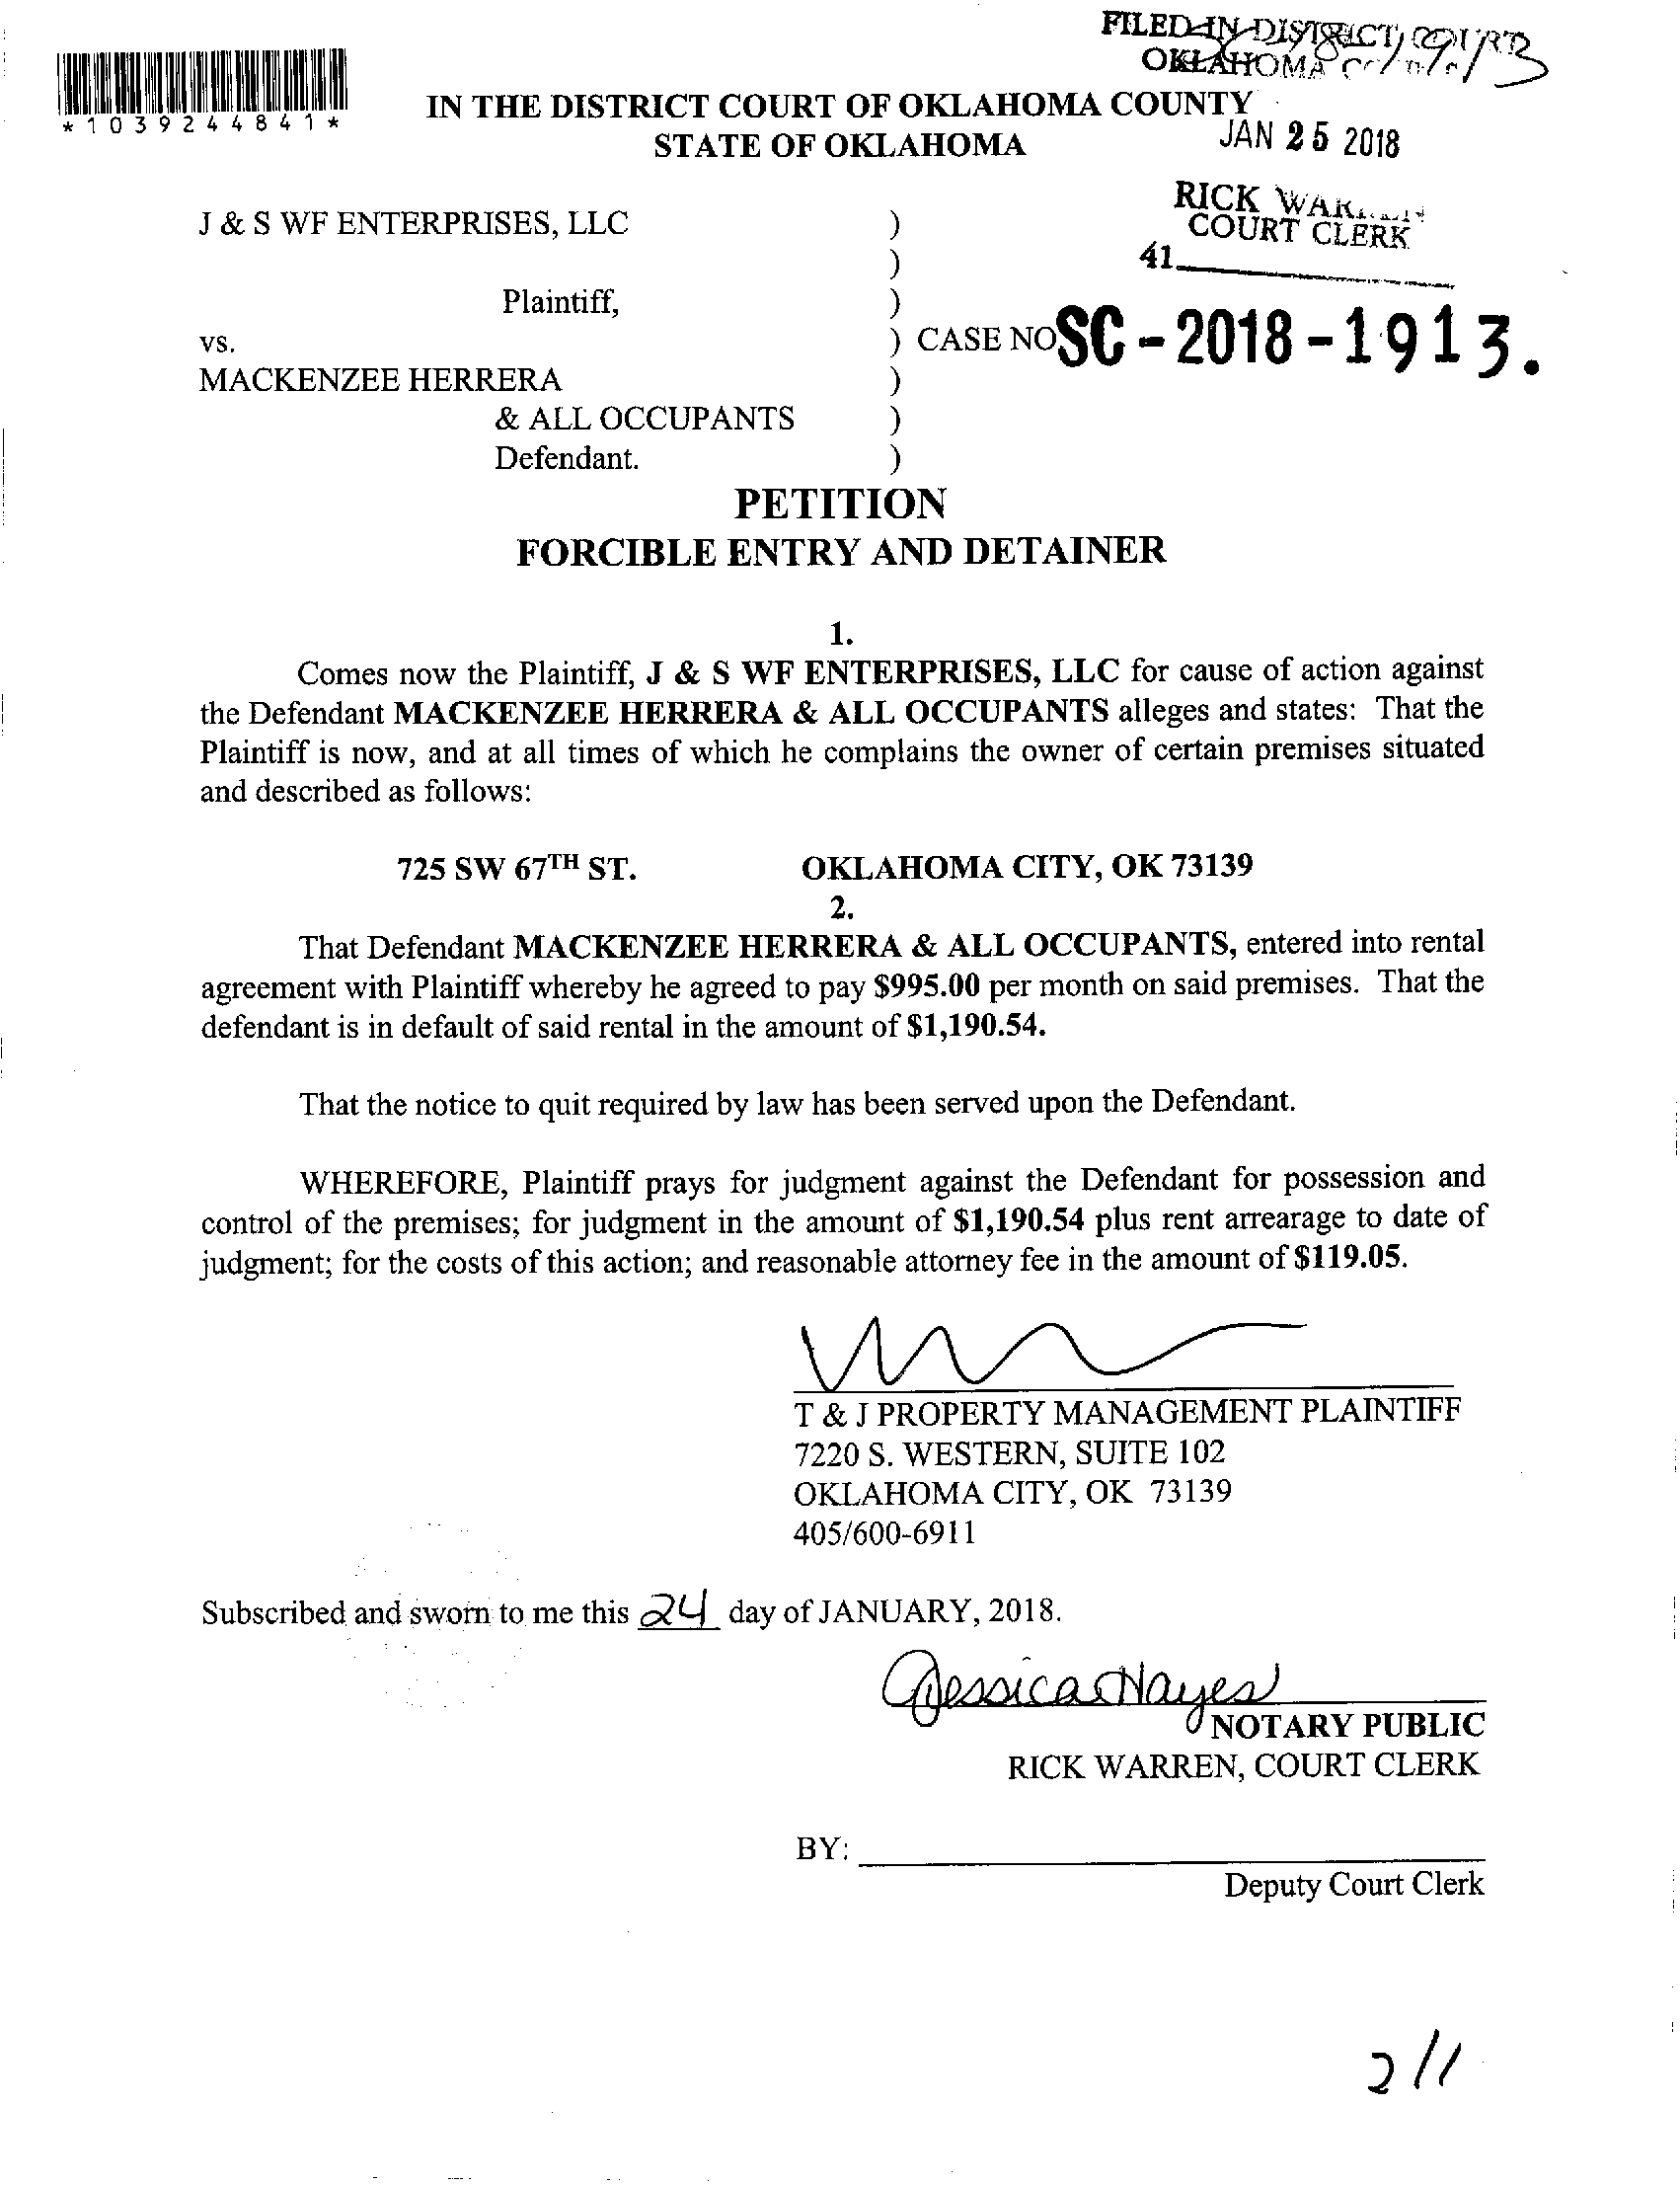 FILED IN DISTRICT COURT
OKLAHOMA
*1039244841*
IN THE DISTRICT COURT OF OKLAHOMA COUNTY
STATE OF OKLAHOMA
JAN 25 2018
RICK
COURT CLERK
41
J & S WF ENTERPRISES, LLC )
)
Plaintiff, )
vs. ) CASE NO SC-2018-1913.
MACKENZEE HERRERA )
& ALL OCCUPANTS )
Defendant. )
PETITION
FORCIBLE ENTRY AND DETAINER
1.
Comes now the Plaintiff, J & S WF ENTERPRISES, LLC for cause of action against
the Defendant MACKENZEE HERRERA & ALL OCCUPANTS alleges and states: That the
Plaintiff is now, and at all times of which he complains the owner of certain premises situated
and described as follows:
725 SW 67TH ST. OKLAHOMA CITY, OK 73139
2.
That Defendant MACKENZEE HERRERA & ALL OCCUPANTS, entered into rental
agreement with Plaintiff whereby he agreed to pay $995.00 per month on said premises. That the
defendant is in default of said rental in the amount of $1,190.54.
That the notice to quit required by law has been served upon the Defendant.
WHEREFORE, Plaintiff prays for judgment against the Defendant for possession and
control of the premises; for judgment in the amount of $1,190.54 plus rent arrearage to date of
judgment; for the costs of this action; and reasonable attorney fee in the amount of $119.05.
T & J PROPERTY MANAGEMENT PLAINTIFF
7220 S. WESTERN, SUITE 102
OKLAHOMA CITY, OK 73139
405/600-6911
Subscribed and sworn to me this 24 day of JANUARY, 2018.
Jessica Hayes
NOTARY PUBLIC
RICK WARREN, COURT CLERK
BY:
Deputy Court Clerk